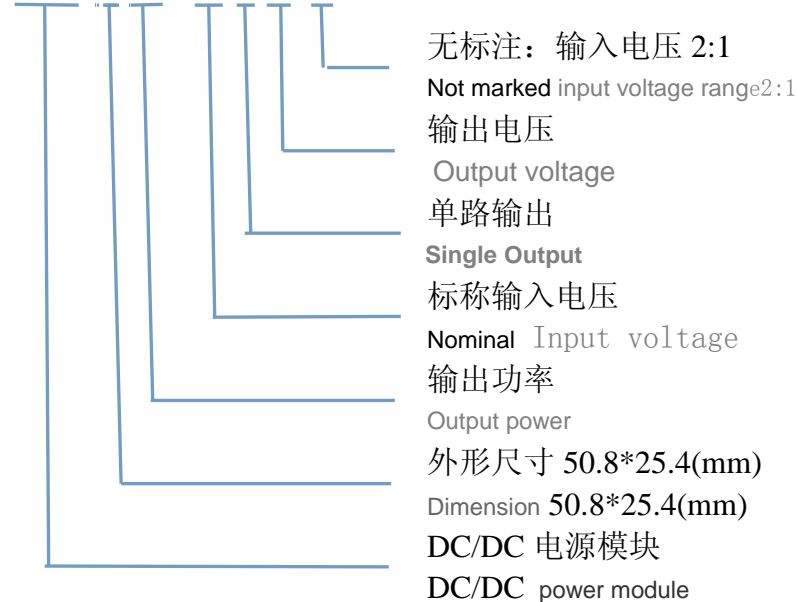 无标注：输入电压 2:1
Not marked input voltage range2:1
输出电压
Output voltage
单路输出
Single Output
标称输入电压
Nominal Input voltage
输出功率
Output power
外形尺寸 50.8*25.4(mm)
Dimension 50.8*25.4(mm)
DC/DC 电源模块
DC/DC power module